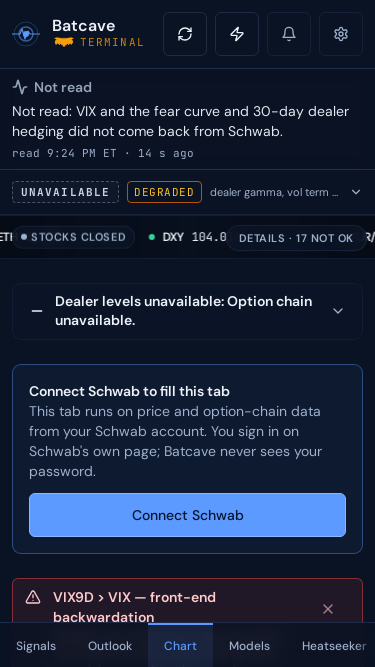 Batcave
TERMINAL
Not read
Not read: VIX and the fear curve and 30-day dealer
hedging did not come back from Schwab.
read 9:24 PM ET · 14 s ago
UNAVAILABLE
DEGRADED
dealer gamma, vol term …
STOCKS CLOSED
DXY 104.0
DETAILS · 17 NOT OK
Dealer levels unavailable: Option chain
unavailable.
Connect Schwab to fill this tab
This tab runs on price and option-chain data
from your Schwab account. You sign in on
Schwab's own page; Batcave never sees your
password.
Connect Schwab
VIX9D > VIX — front-end
backwardation
Signals
Outlook
Chart
Models
Heatseeker